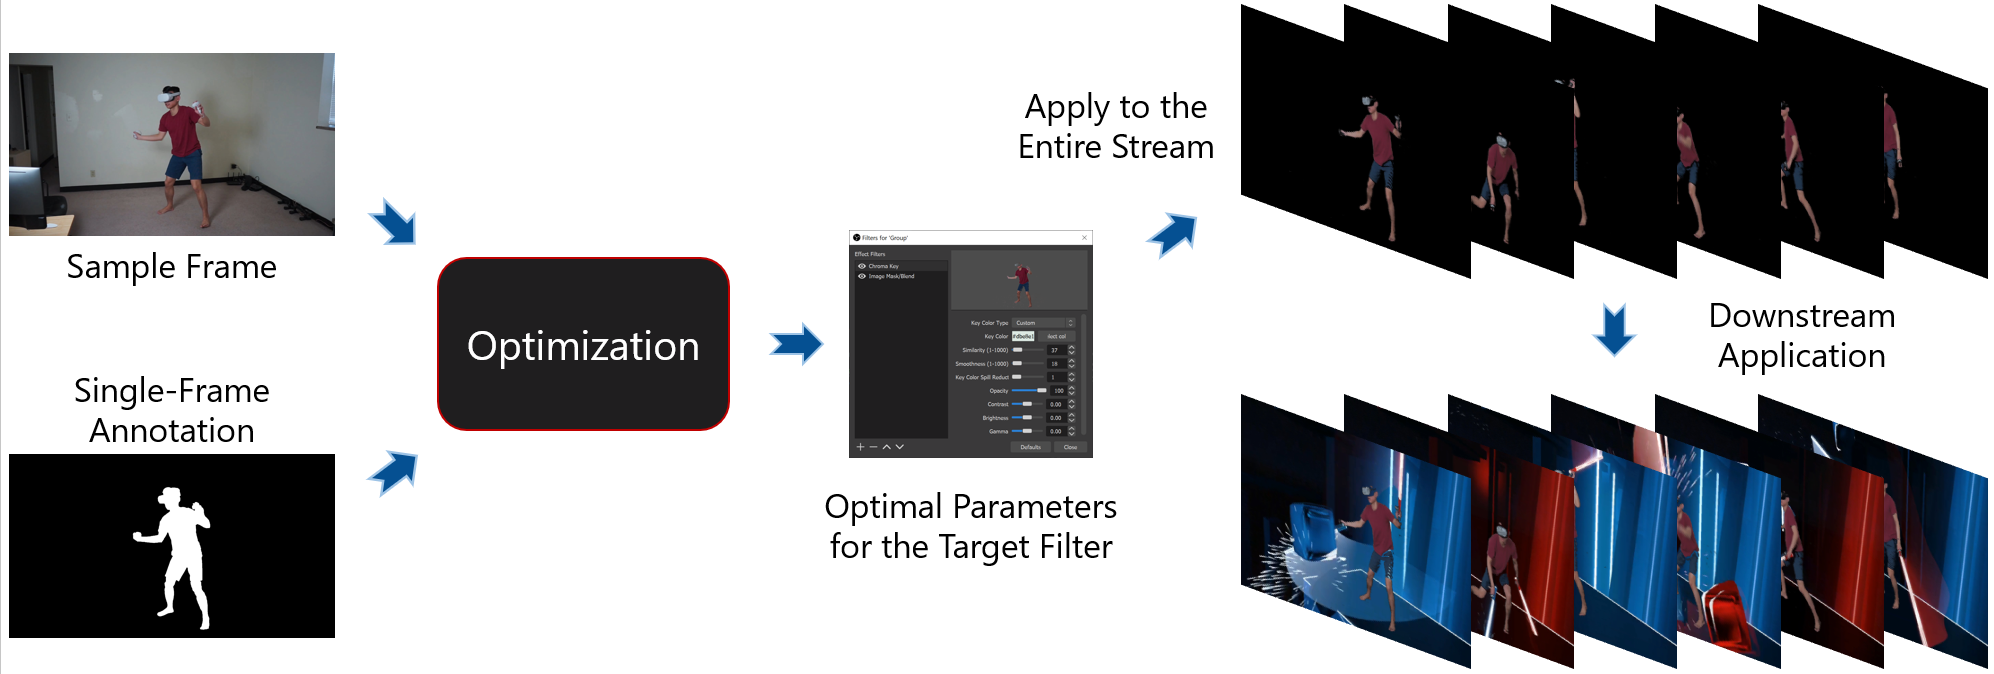 Sample Frame
Single-Frame
Annotation
Optimization
Filters for 'Group'
Effect Filters
Chroma Key
Image Mask/Blend
Key Color Type Custom
Key Color
Similarity (1-1000) 37
Smoothness (1-1000) 18
Key Color Spill Reduct 1
Opacity 100
Contrast 0.00
Brightness 0.00
Gamma 0.00
Defaults Close
Optimal Parameters
for the Target Filter
Apply to the
Entire Stream
Downstream
Application